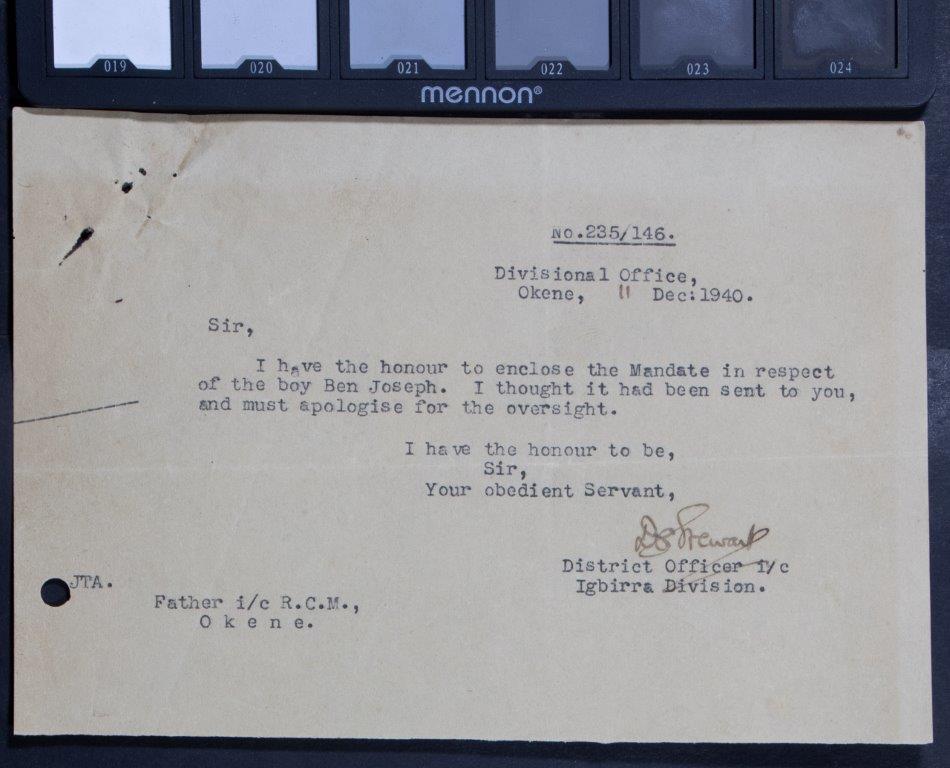 019 020 021 022 023 024
mennon®
No.235/146.
Divisional Office,
Okene, 11 Dec:1940.
Sir,
I have the honour to enclose the Mandate in respect
of the boy Ben Joseph. I thought it had been sent to you,
and must apologise for the oversight.
I have the honour to be,
Sir,
Your obedient Servant,
DS Stewart
District Officer i/c
Igbirra Division.
JTA.
Father i/c R.C.M.,
O k e n e.